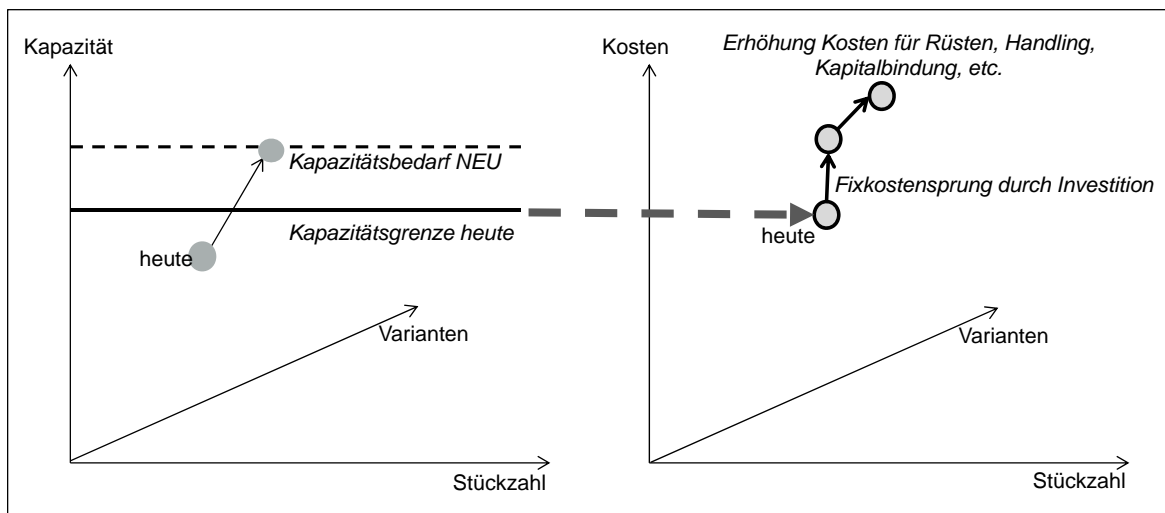 Kapazität
Kapazitätsbedarf NEU
Kapazitätsgrenze heute
heute
Varianten
Stückzahl
Kosten
Erhöhung Kosten für Rüsten, Handling,
Kapitalbindung, etc.
Fixkostensprung durch Investition
heute
Varianten
Stückzahl